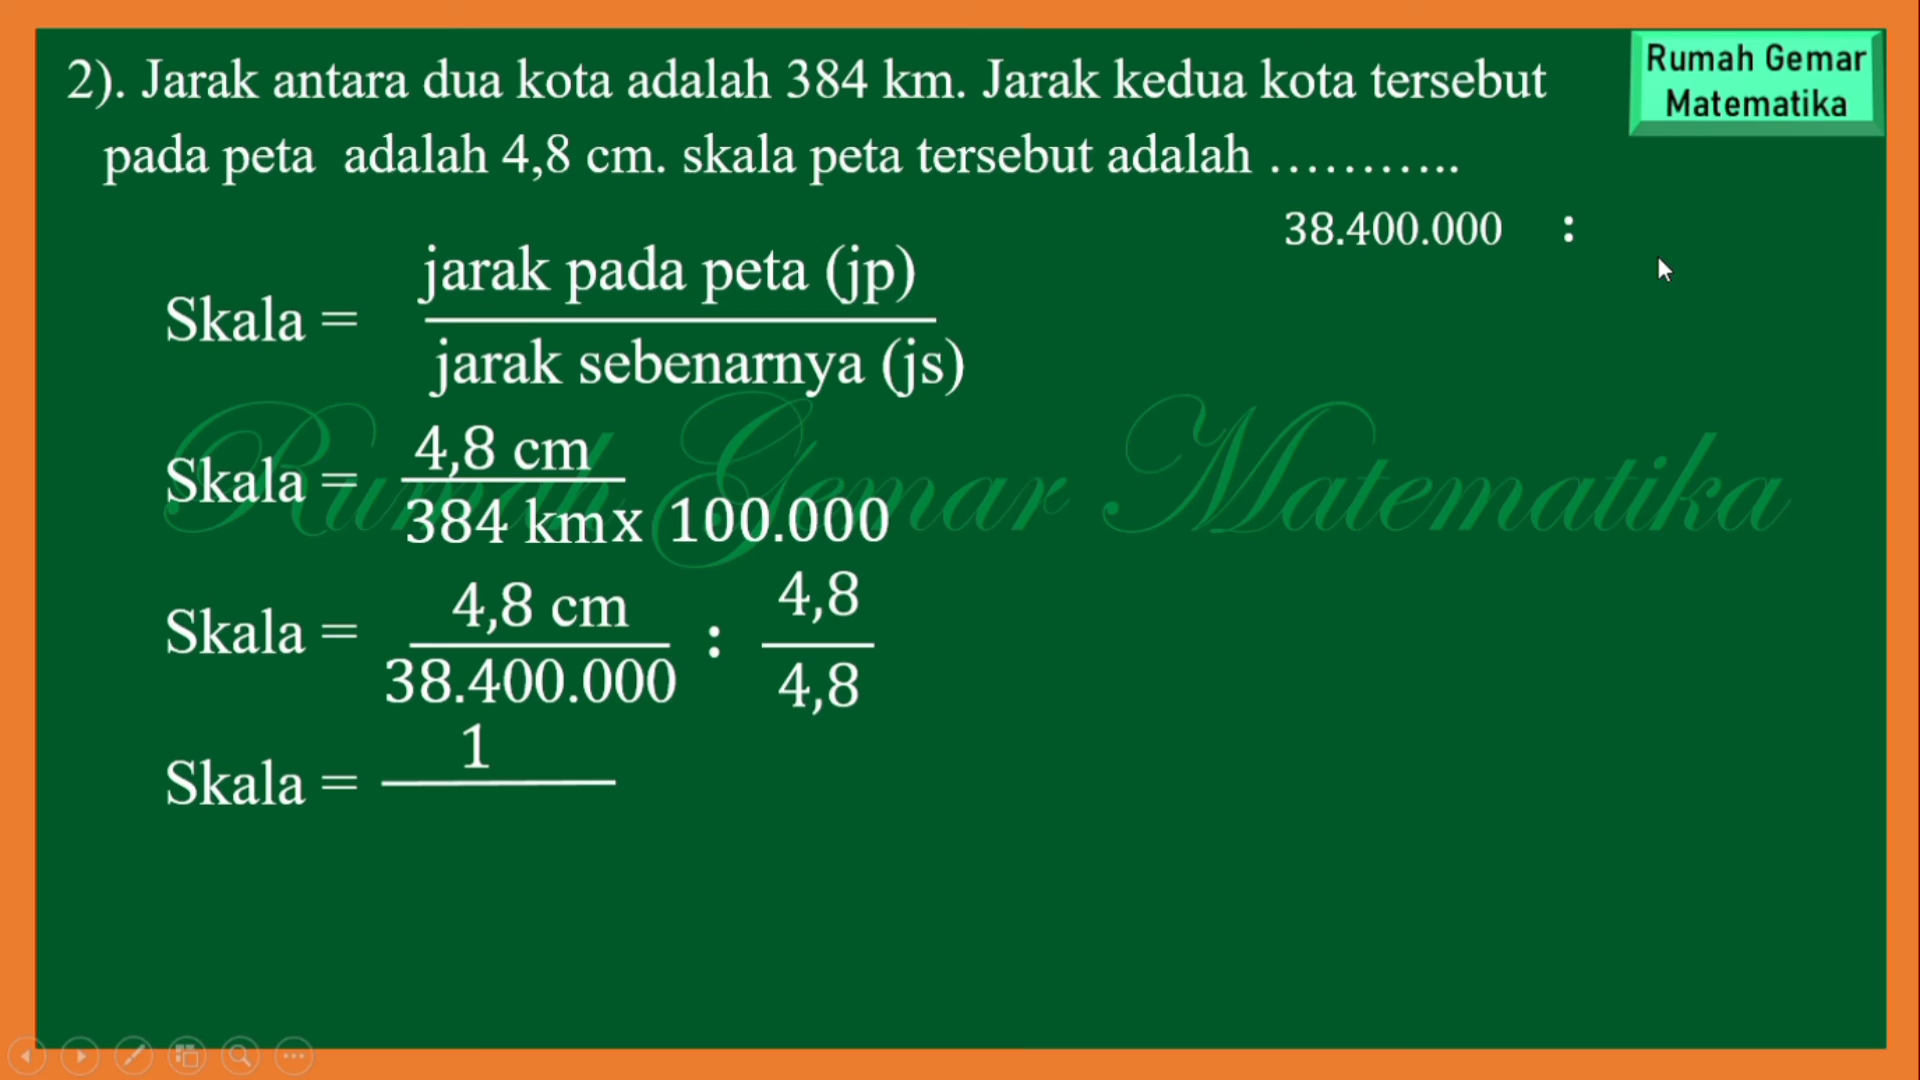 2). Jarak antara dua kota adalah 384 km. Jarak kedua kota tersebut
pada peta adalah 4,8 cm. skala peta tersebut adalah ...........
Rumah Gemar
Matematika
38.400.000 :
jarak pada peta (jp)
Skala =
jarak sebenarnya (js)
4,8 cm
Skala =
384 km x 100.000
4,8 cm 4,8
Skala = :
38.400.000 4,8
1
Skala =
Rumah Gemar Matematika